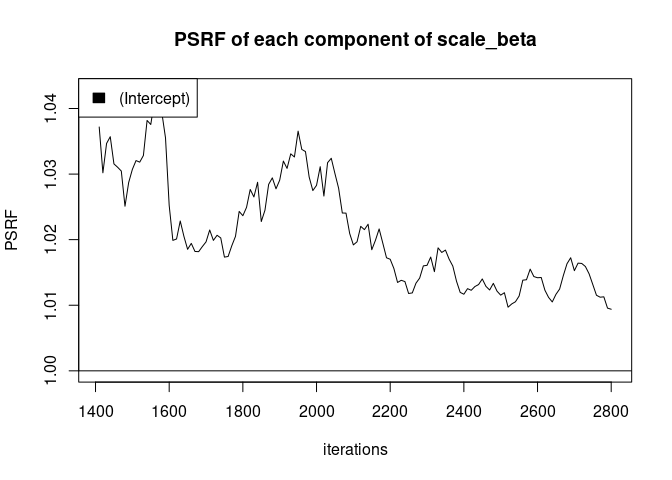 PSRF of each component of scale_beta
(Intercept)
PSRF
1.04
1.03
1.02
1.01
1.00
1400 1600 1800 2000 2200 2400 2600 2800
iterations